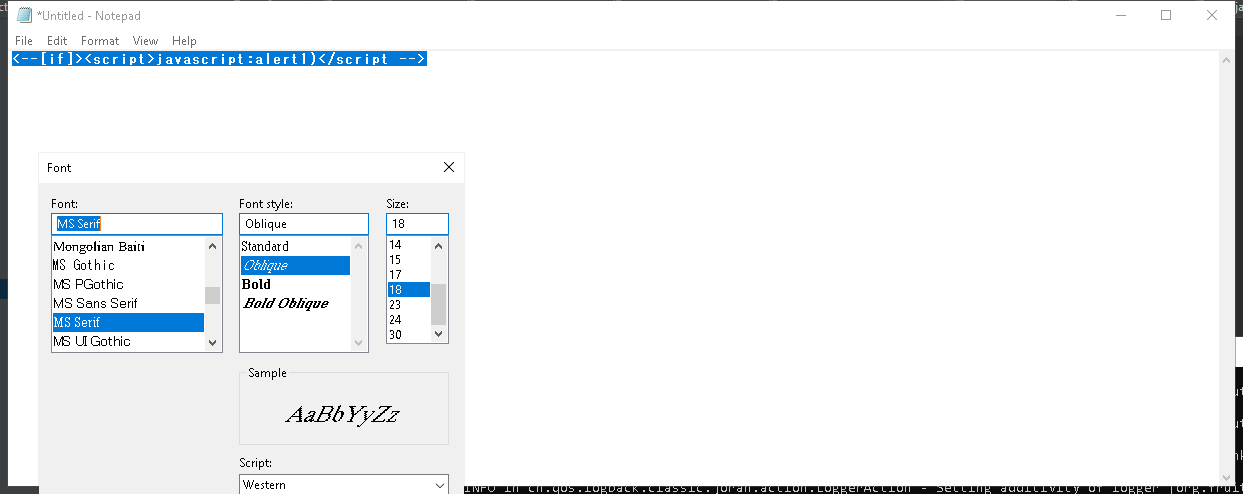 *Untitled - Notepad
File Edit Format View Help
<--[if]><script>javascript:alert1)</script -->
Font
Font: Font style: Size:
MS Serif Oblique 18
Mongolian Baiti Standard 14
MS Gothic Oblique 15
MS PGothic Bold 17
MS Sans Serif Bold Oblique 18
MS Serif 23
MS UI Gothic 24
30
Sample
AaBbYyZz
Script:
Western
INFO in ch.qos.logback.classic.joran.action.LoggerAction - Setting additivity of logger